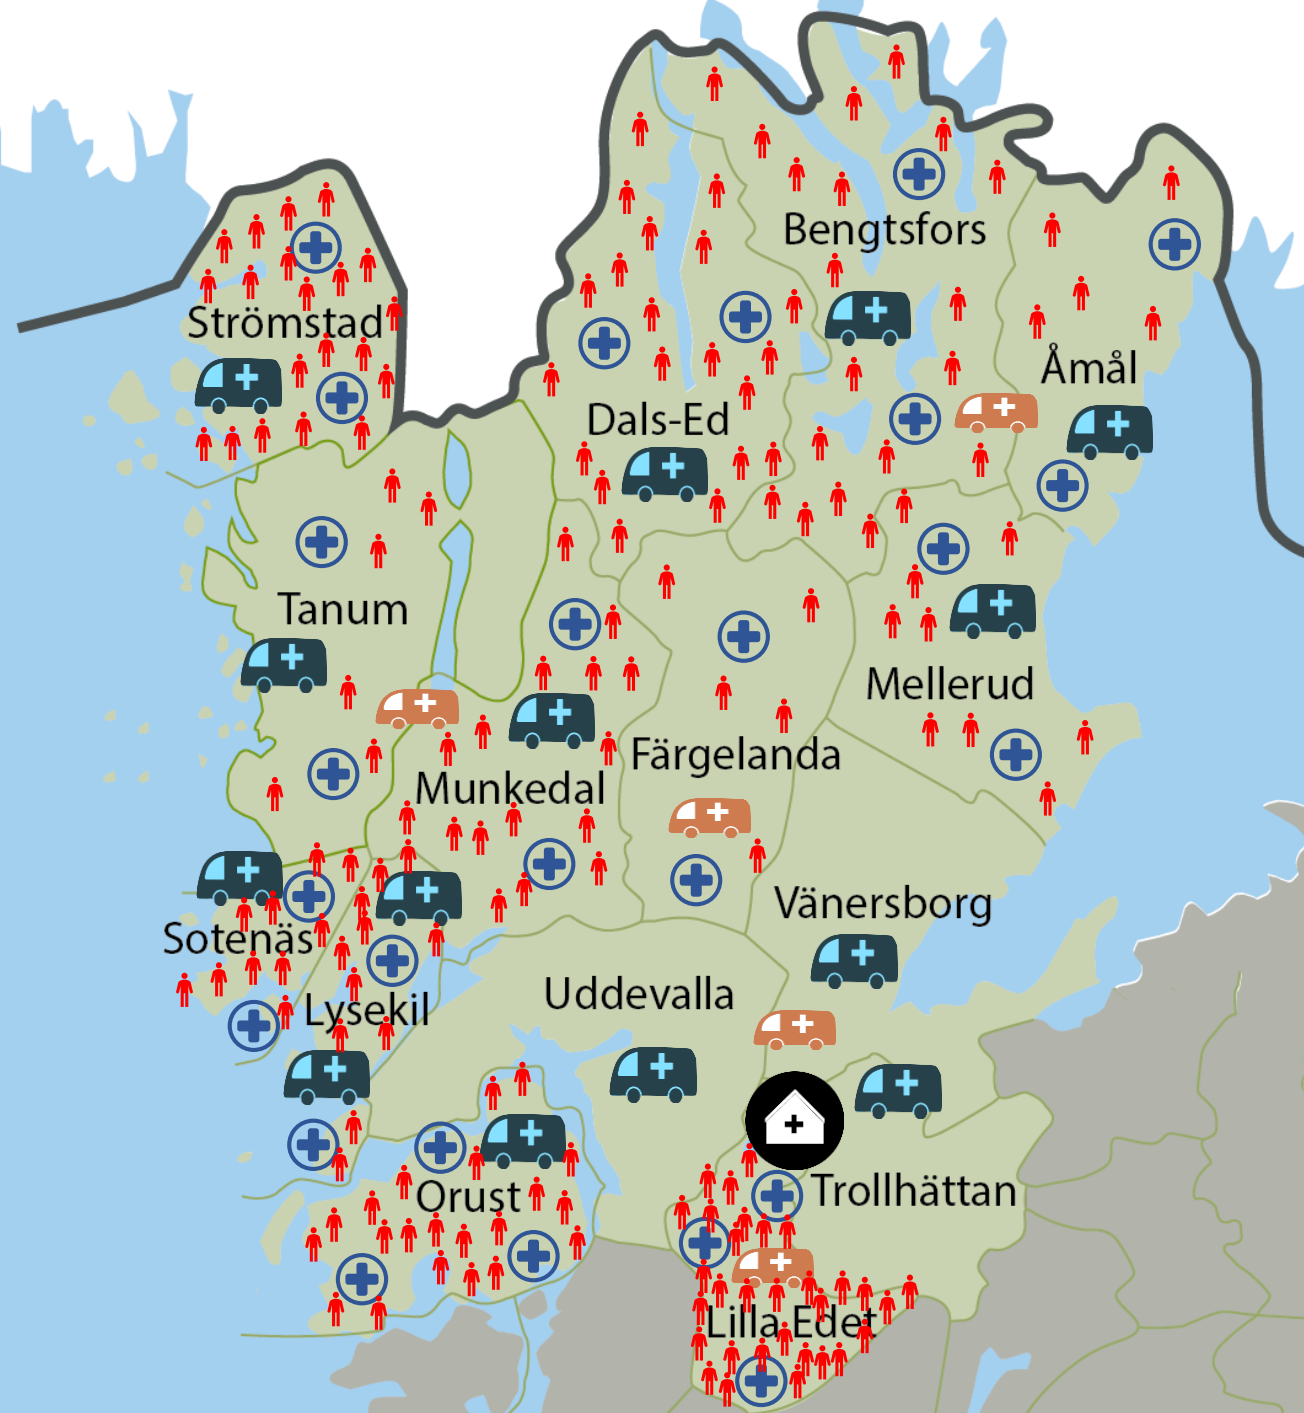 Bengtsfors
Strömstad
Åmål
Dals-Ed
Tanum
Mellerud
Färgelanda
Munkedal
Vänersborg
Sotenäs
Uddevalla
Lysekil
Orust
Trollhättan
Lilla Edet